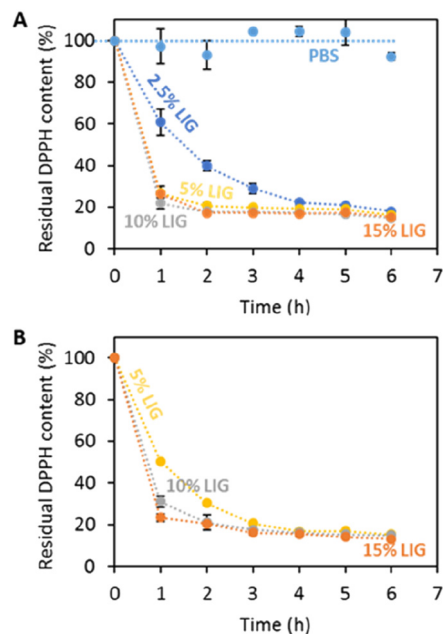 A
Residual DPPH content (%)
100
80
60
40
20
0
PBS
2.5% LIG
5% LIG
10% LIG
15% LIG
0 1 2 3 4 5 6 7
Time (h)
B
Residual DPPH content (%)
100
80
60
40
20
0
5% LIG
10% LIG
15% LIG
0 1 2 3 4 5 6 7
Time (h)